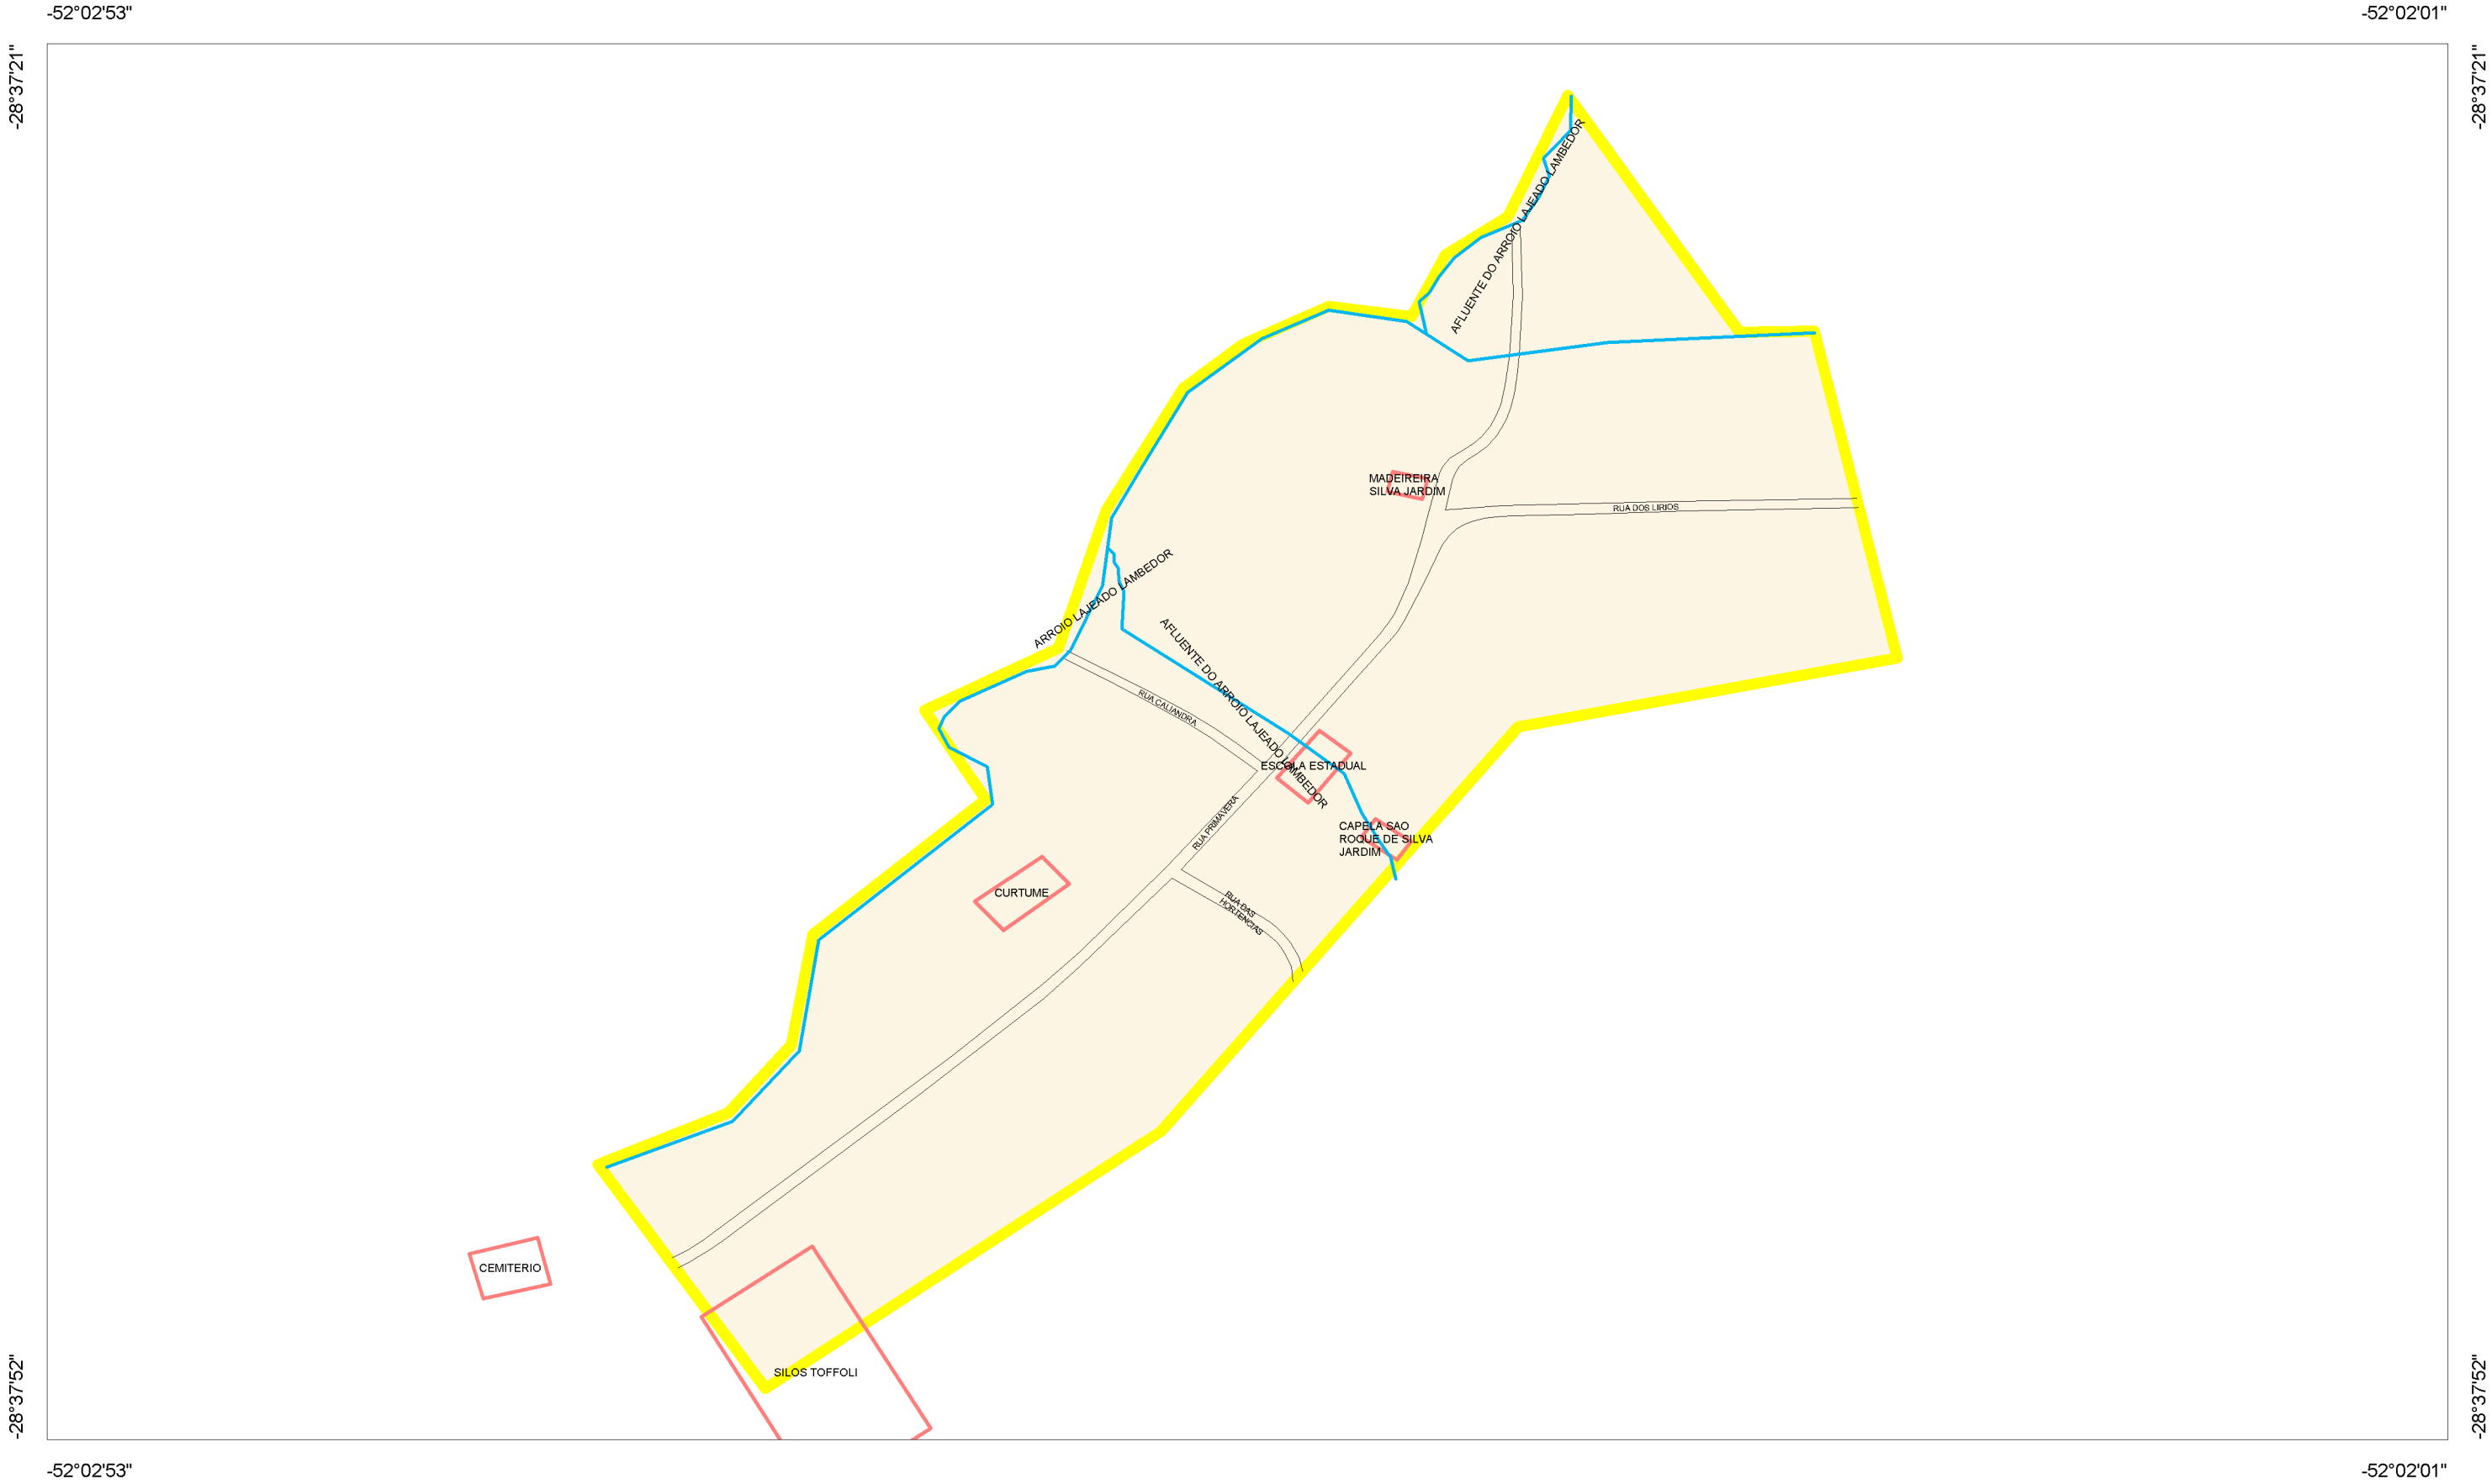 -52°02'53"
-52°02'01"
-28°37'21"
-28°37'21"
AFLUENTE DO ARROIO LAJEADO LAMBEDOR
MADEIREIRA
SILVA JARDIM
RUA DOS LIRIOS
ARROIO LAJEADO LAMBEDOR
AFLUENTE DO ARROIO LAJEADO LAMBEDOR
RUA CALIANDRA
ESCOLA ESTADUAL
RUA PRIMAVERA
CAPELA SAO
ROQUE DE SILVA
JARDIM
CURTUME
RUA DAS
HORTENCIAS
CEMITERIO
SILOS TOFFOLI
-28°37'52"
-28°37'52"
-52°02'53"
-52°02'01"